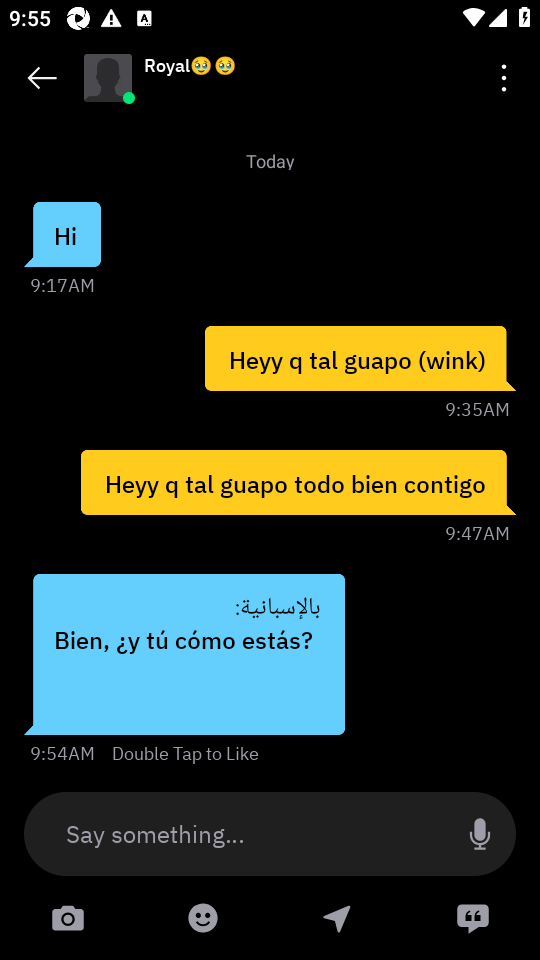 9:55
Royal🥹🥹
Today
Hi
9:17AM
Heyy q tal guapo (wink)
9:35AM
Heyy q tal guapo todo bien contigo
9:47AM
بالإسبانية:
Bien, ¿y tú cómo estás?
9:54AM Double Tap to Like
Say something...